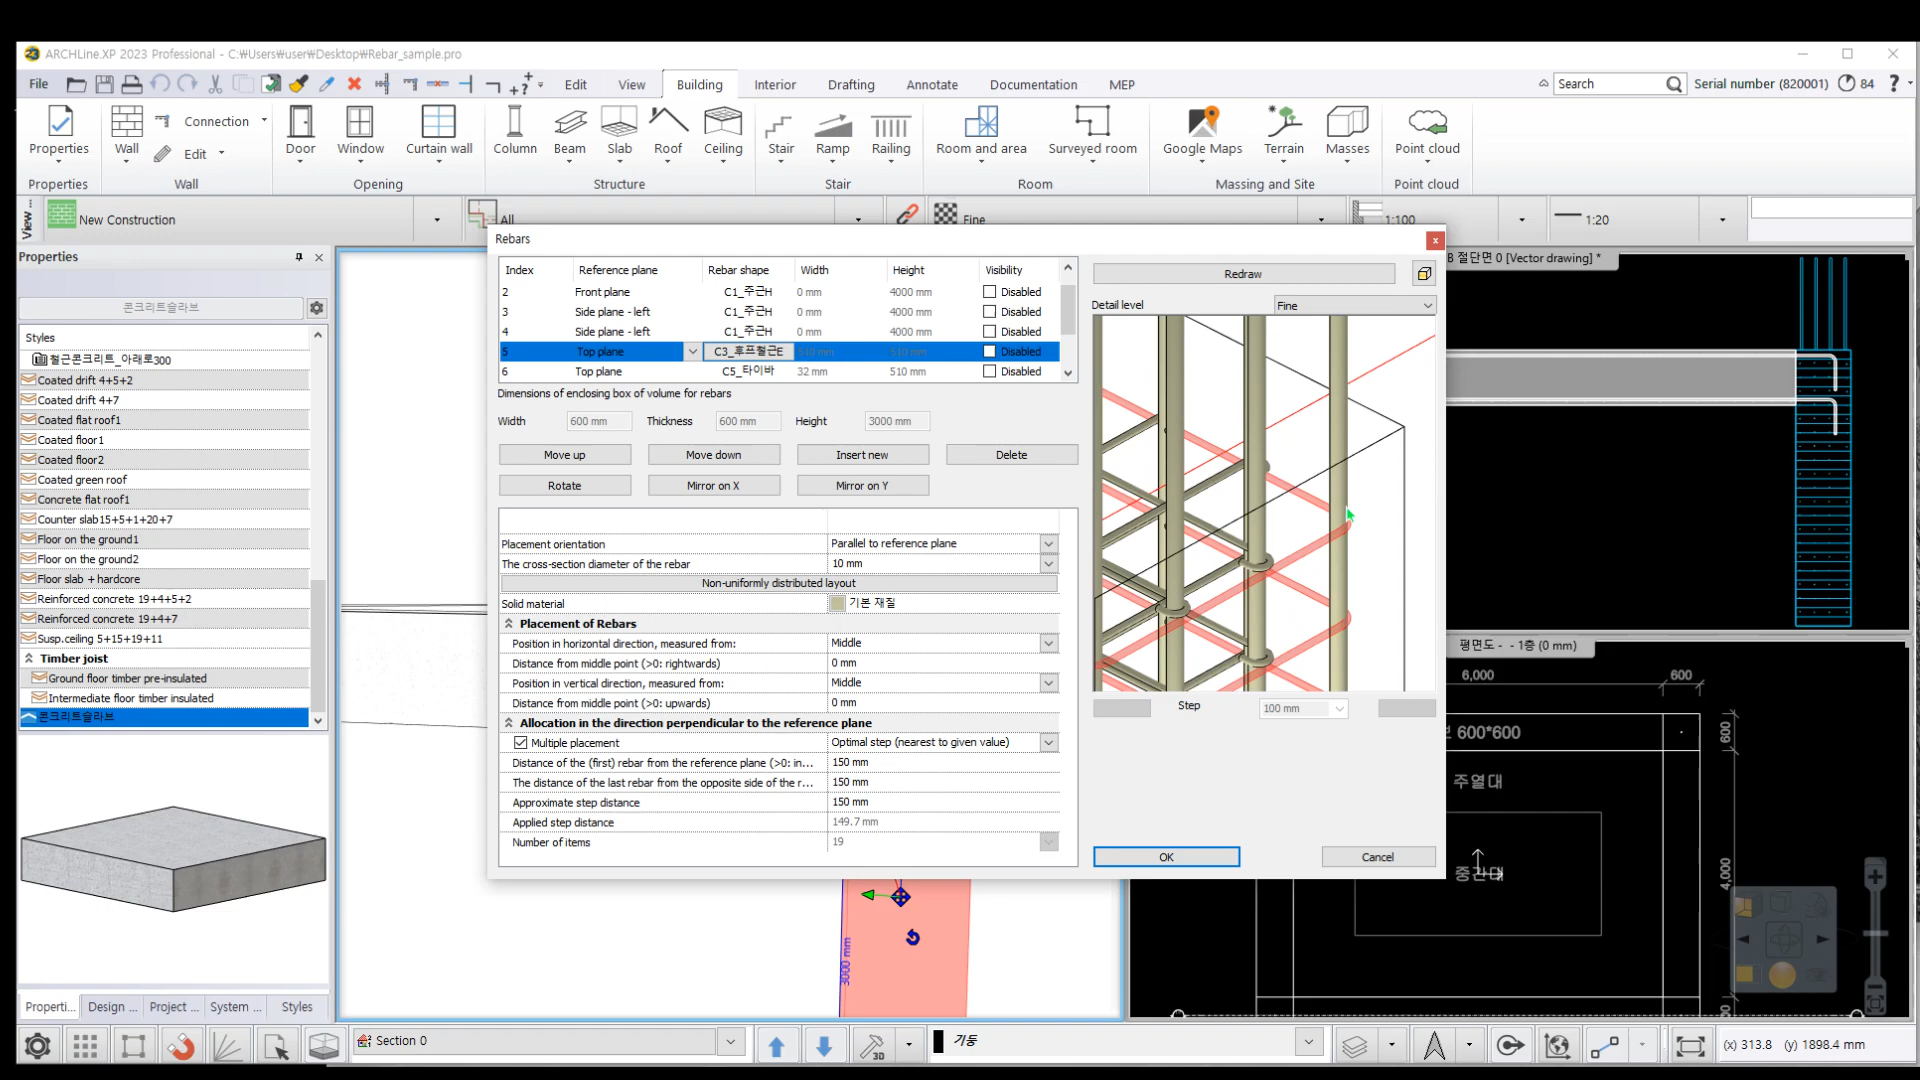 ARCHLine.XP 2023 Professional - C:₩Users₩user₩Desktop₩Rebar_sample.pro
File
Edit
View
Building
Interior
Drafting
Annotate
Documentation
MEP
Search
Serial number (820001)
84
?
Properties
Wall
Connection
Edit
Door
Window
Curtain wall
Column
Beam
Slab
Roof
Ceiling
Stair
Ramp
Railing
Room and area
Surveyed room
Google Maps
Terrain
Masses
Point cloud
Properties
Wall
Opening
Structure
Stair
Room
Massing and Site
Point cloud
View
New Construction
All
Fine
1:100
1:20
Properties
콘크리트슬라브
Styles
철근콘크리트_아래로300
Coated drift 4+5+2
Coated drift 4+7
Coated flat roof1
Coated floor1
Coated floor2
Coated green roof
Concrete flat roof1
Counter slab15+5+1+20+7
Floor on the ground1
Floor on the ground2
Floor slab + hardcore
Reinforced concrete 19+4+5+2
Reinforced concrete 19+4+7
Susp.ceiling 5+15+19+11
Timber joist
Ground floor timber pre-insulated
Intermediate floor timber insulated
콘크리트슬라브
Properti...
Design ...
Project ...
System ...
Styles
Rebars
Index Reference plane Rebar shape Width Height Visibility
2 Front plane C1_주근H 0 mm 4000 mm Disabled
3 Side plane - left C1_주근H 0 mm 4000 mm Disabled
4 Side plane - left C1_주근H 0 mm 4000 mm Disabled
5 Top plane C3_후프철근E 510 mm 510 mm Disabled
6 Top plane C5_타이바 32 mm 510 mm Disabled
Dimensions of enclosing box of volume for rebars
Width 600 mm Thickness 600 mm Height 3000 mm
Move up Move down Insert new Delete
Rotate Mirror on X Mirror on Y
Placement orientation Parallel to reference plane
The cross-section diameter of the rebar 10 mm
Non-uniformly distributed layout
Solid material 기본 재질
Placement of Rebars
Position in horizontal direction, measured from: Middle
Distance from middle point (>0: rightwards) 0 mm
Position in vertical direction, measured from: Middle
Distance from middle point (>0: upwards) 0 mm
Allocation in the direction perpendicular to the reference plane
Multiple placement Optimal step (nearest to given value)
Distance of the (first) rebar from the reference plane (>0: in... 150 mm
The distance of the last rebar from the opposite side of the r... 150 mm
Approximate step distance 150 mm
Applied step distance 149.7 mm
Number of items 19
Redraw
Detail level Fine
Step 100 mm
OK
Cancel
3000 mm
B 절단면 0 [Vector drawing] *
평면도 - - 1층 (0 mm)
6,000
600
600*600
600
주열대
중간대
4,000
Section 0
3D
기둥
(x) 313.8 (y) 1898.4 mm